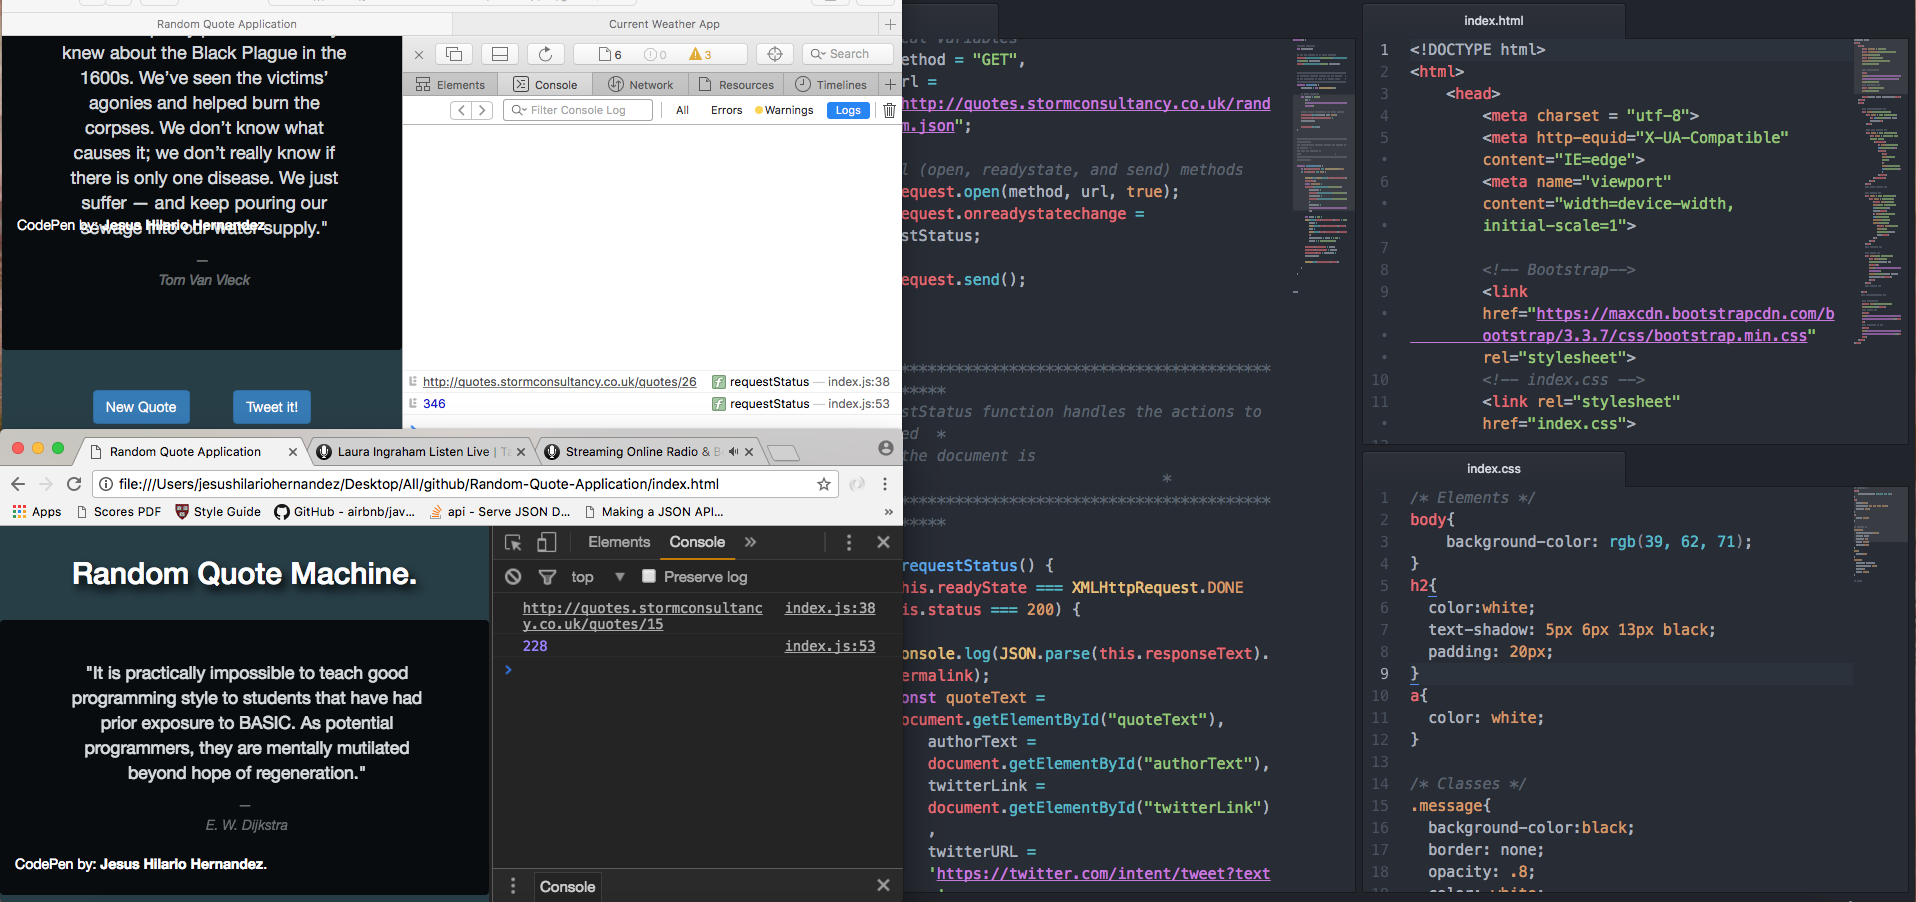 Random Quote Application
Current Weather App
knew about the Black Plague in the
1600s. We've seen the victims'
agonies and helped burn the
corpses. We don't know what
causes it; we don't really know if
there is only one disease. We just
suffer — and keep pouring our
sewage into our water supply."
CodePen by: Jesus Hilario Hernandez.
—
Tom Van Vleck
New Quote
Tweet it!
6
0
3
Search
Elements
Console
Network
Resources
Timelines
Filter Console Log
All
Errors
Warnings
Logs
http://quotes.stormconsultancy.co.uk/quotes/26
requestStatus — index.js:38
346
requestStatus — index.js:53
Random Quote Application
Laura Ingraham Listen Live | Ta
Streaming Online Radio & B
file:///Users/jesushilariohernandez/Desktop/All/github/Random-Quote-Application/index.html
Apps
Scores PDF
Style Guide
GitHub - airbnb/jav...
api - Serve JSON D...
Making a JSON API...
»
Random Quote Machine.
"It is practically impossible to teach good
programming style to students that have had
prior exposure to BASIC. As potential
programmers, they are mentally mutilated
beyond hope of regeneration."
—
E. W. Dijkstra
CodePen by: Jesus Hilario Hernandez.
Elements
Console
»
top
Preserve log
http://quotes.stormconsultanc
y.co.uk/quotes/15
index.js:38
228
index.js:53
Console
ethod = "GET",
rl =
http://quotes.stormconsultancy.co.uk/rand
m.json";
l (open, readystate, and send) methods
equest.open(method, url, true);
equest.onreadystatechange =
stStatus;
equest.send();
*****************************************
*****
stStatus function handles the actions to
ed *
the document is
*
*****************************************
*****
requestStatus() {
his.readyState === XMLHttpRequest.DONE
is.status === 200) {
onsole.log(JSON.parse(this.responseText).
ermalink);
onst quoteText =
ocument.getElementById("quoteText"),
authorText =
document.getElementById("authorText"),
twitterLink =
document.getElementById("twitterLink")
,
twitterURL =
'https://twitter.com/intent/tweet?text
index.html
1 <!DOCTYPE html>
2 <html>
3 <head>
4 <meta charset = "utf-8">
5 <meta http-equid="X-UA-Compatible"
• content="IE=edge">
6 <meta name="viewport"
• content="width=device-width,
• initial-scale=1">
7
8 <!-- Bootstrap-->
9 <link
• href="https://maxcdn.bootstrapcdn.com/b
• ootstrap/3.3.7/css/bootstrap.min.css"
• rel="stylesheet">
10 <!-- index.css -->
11 <link rel="stylesheet"
• href="index.css">
index.css
1 /* Elements */
2 body{
3 background-color: rgb(39, 62, 71);
4 }
5 h2{
6 color:white;
7 text-shadow: 5px 6px 13px black;
8 padding: 20px;
9 }
10 a{
11 color: white;
12 }
13
14 /* Classes */
15 .message{
16 background-color:black;
17 border: none;
18 opacity: .8;